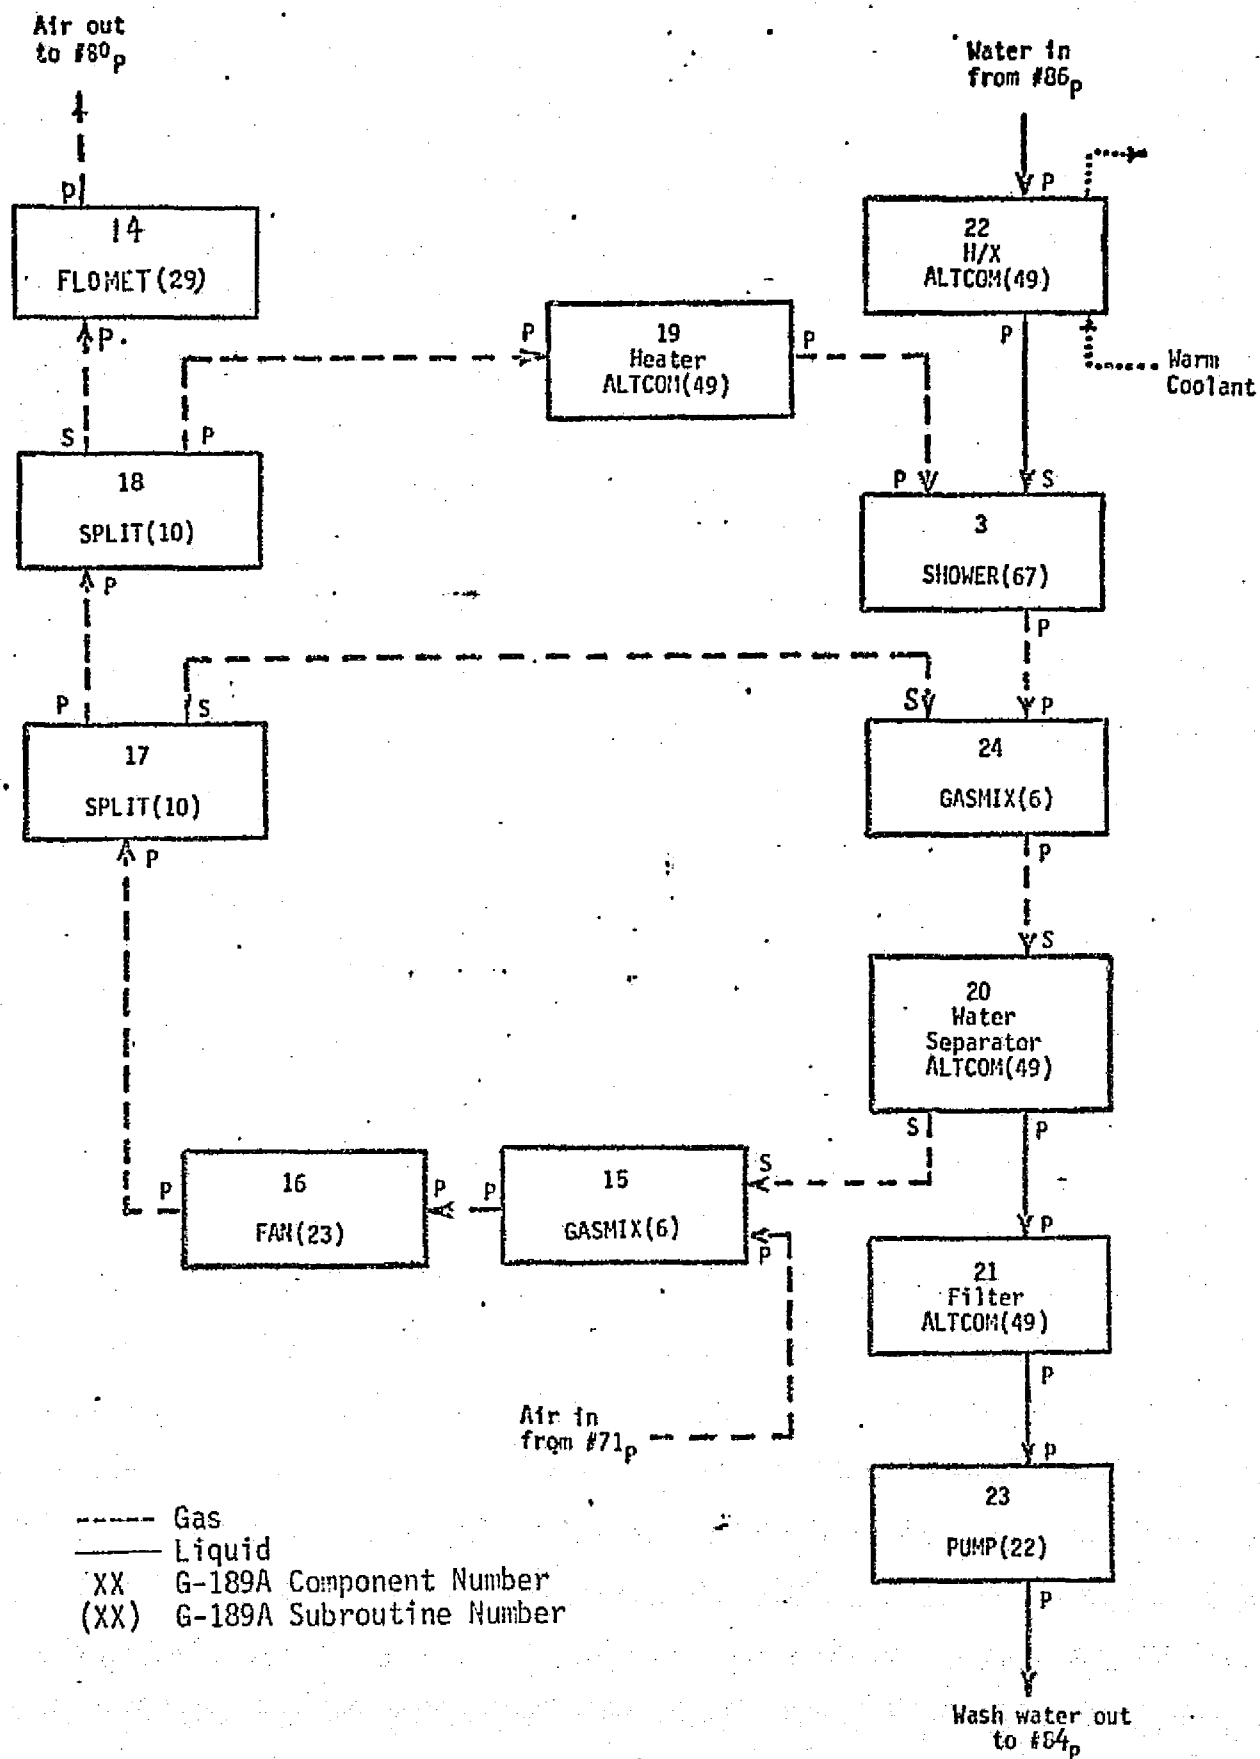 Air out
to #80p
Water in
from #86p
P
P
14
FLOMET(29)
22
H/X
ALTCOM(49)
P.
P
19
Heater
ALTCOM(49)
P
P
Warm
Coolant
S
P
18
SPLIT(10)
P
S
3
SHOWER(67)
P
P
P
S
17
SPLIT(10)
S
P
24
GASMIX(6)
P
P
S
20
Water
Separator
ALTCOM(49)
S
P
P
16
FAN(23)
P
P
15
GASMIX(6)
S
P
P
21
Filter
ALTCOM(49)
P
Air in
from #71p
P
23
PUMP(22)
P
Wash water out
to #84p
Gas
Liquid
XX G-189A Component Number
(XX) G-189A Subroutine Number